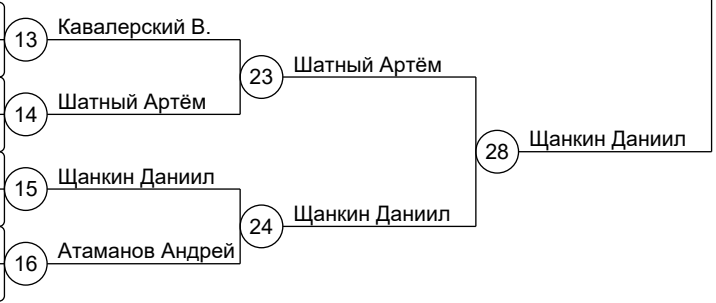 13 Кавалерский В.
23 Шатный Артём
14 Шатный Артём
28 Щанкин Даниил
15 Щанкин Даниил
24 Щанкин Даниил
16 Атаманов Андрей